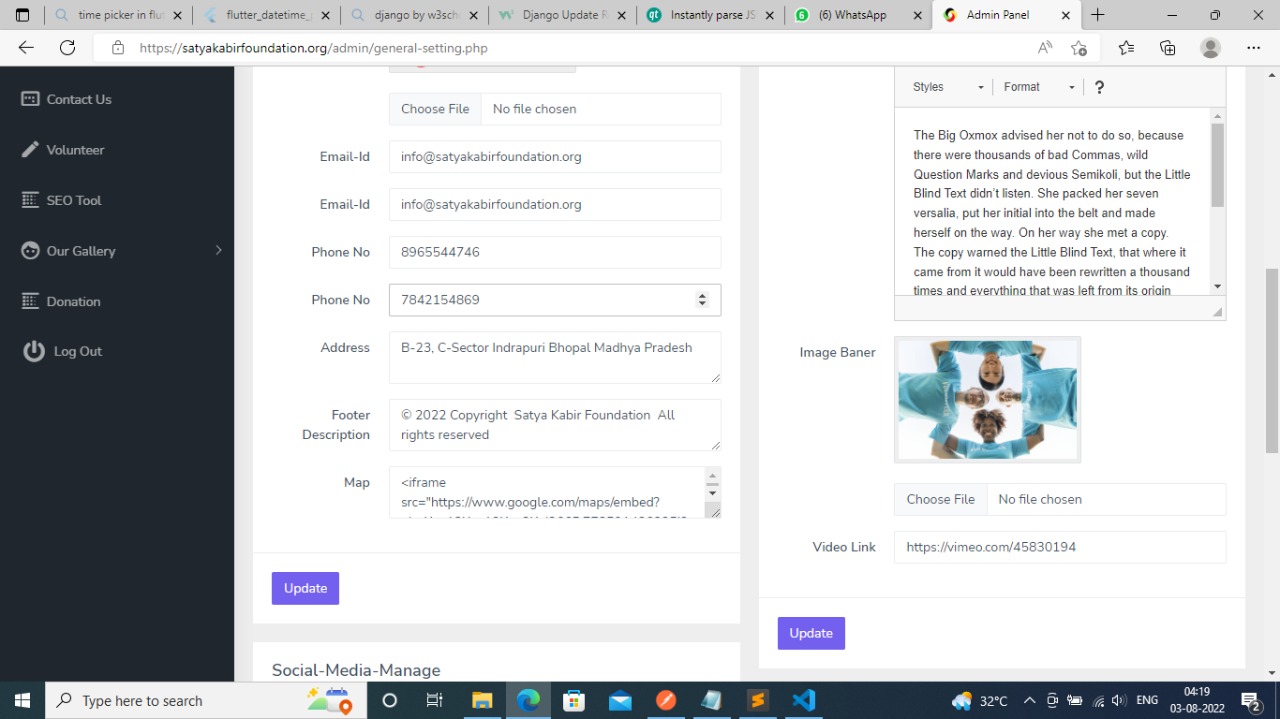 time picker in flut
flutter_datetime_p
django by w3sch
Django Update R
Instantly parse JS
(6) WhatsApp
Admin Panel
https://satyakabirfoundation.org/admin/general-setting.php
Contact Us
Volunteer
SEO Tool
Our Gallery
Donation
Log Out
Choose File No file chosen
Email-Id info@satyakabirfoundation.org
Email-Id info@satyakabirfoundation.org
Phone No 8965544746
Phone No 7842154869
Address B-23, C-Sector Indrapuri Bhopal Madhya Pradesh
Footer Description
© 2022 Copyright Satya Kabir Foundation All
rights reserved
Map <iframe
src="https://www.google.com/maps/embed?
Update
Social-Media-Manage
Styles Format ?
The Big Oxmox advised her not to do so, because
there were thousands of bad Commas, wild
Question Marks and devious Semikoli, but the Little
Blind Text didn't listen. She packed her seven
versalia, put her initial into the belt and made
herself on the way. On her way she met a copy.
The copy warned the Little Blind Text, that where it
came from it would have been rewritten a thousand
times and everything that was left from its origin
Image Baner
Choose File No file chosen
Video Link https://vimeo.com/45830194
Update
Type here to search
32°C
ENG
04:19
03-08-2022
2